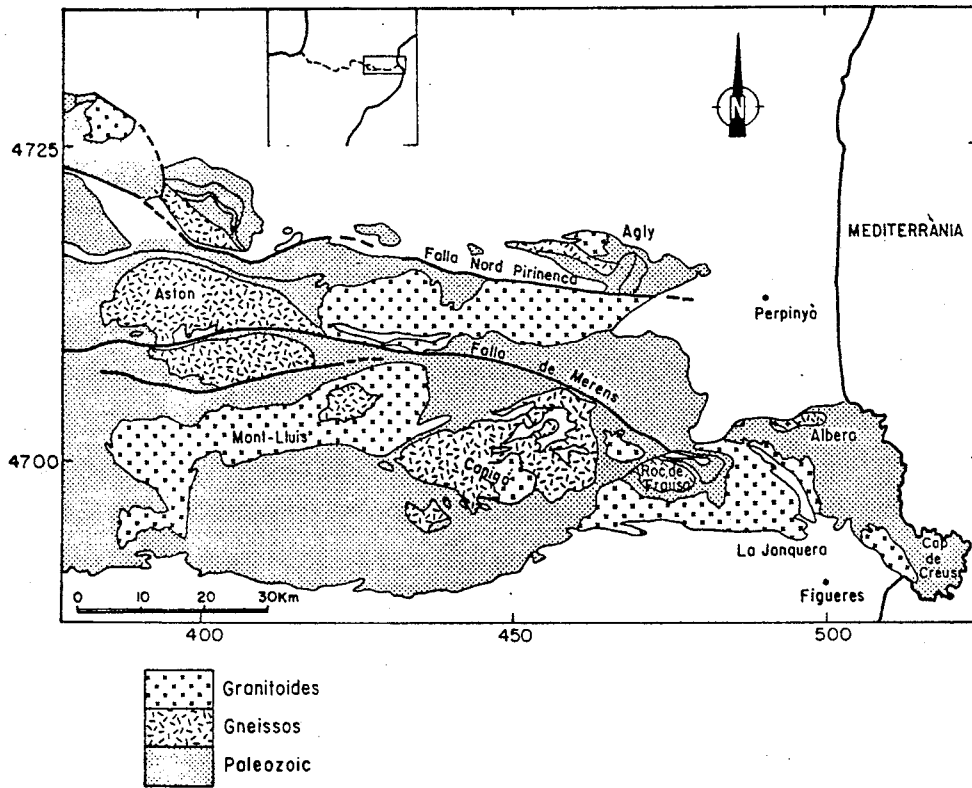 N
4725
MEDITERRÀNIA
Agly
Falla Nord Pirinenca
Aston
Perpinyà
Falla de Merens
Mont-Lluís
Albera
4700
Canigó
Roc de Frausa
La Jonquera
Cap de Creus
Figueres
0 10 20 30Km
400 450 500
Granitoides
Gneissos
Paleozoic